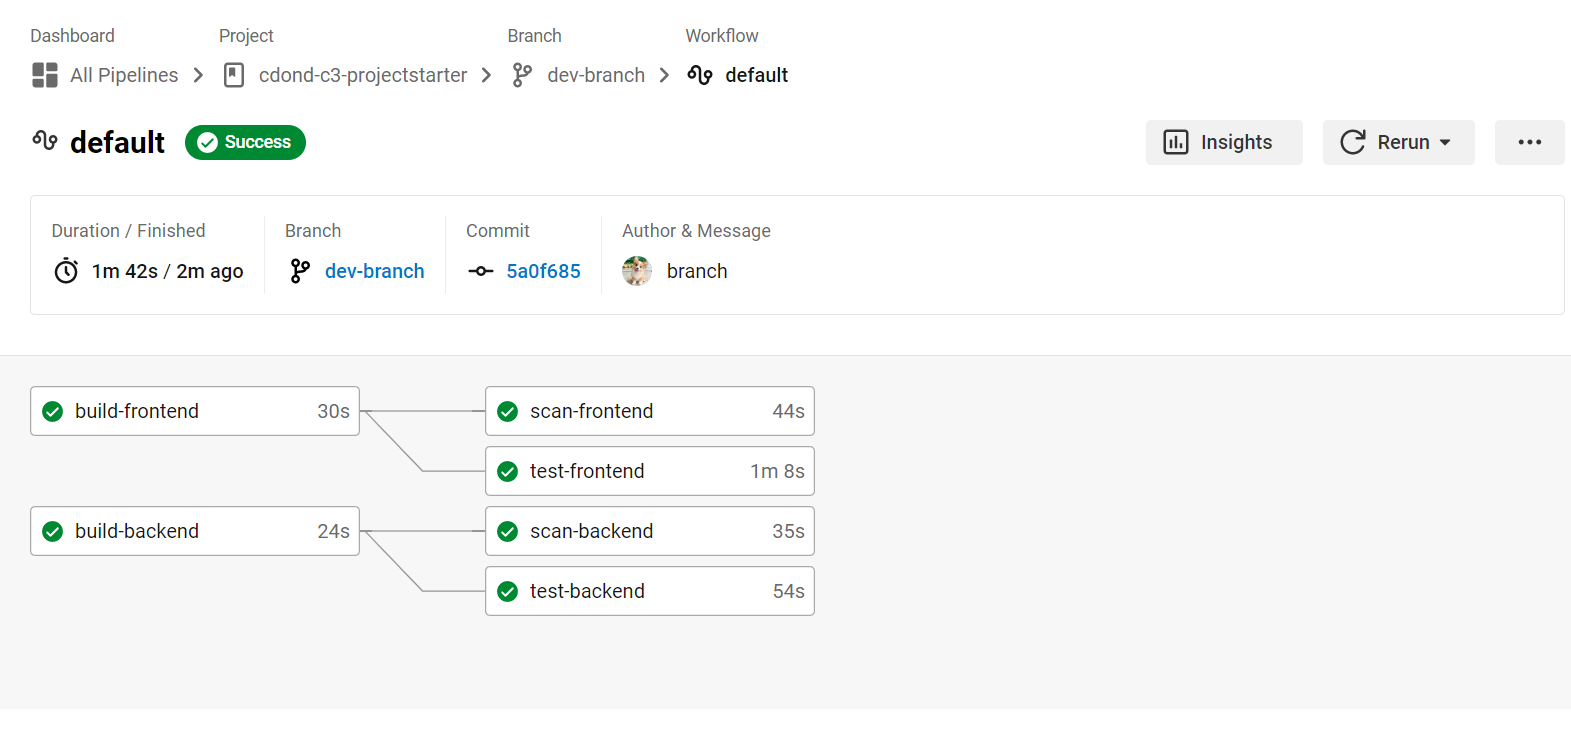 Dashboard Project Branch Workflow
All Pipelines cdond-c3-projectstarter dev-branch default
default Success Insights Rerun
Duration / Finished Branch Commit Author & Message
1m 42s / 2m ago dev-branch 5a0f685 branch
build-frontend 30s scan-frontend 44s
test-frontend 1m 8s
build-backend 24s scan-backend 35s
test-backend 54s